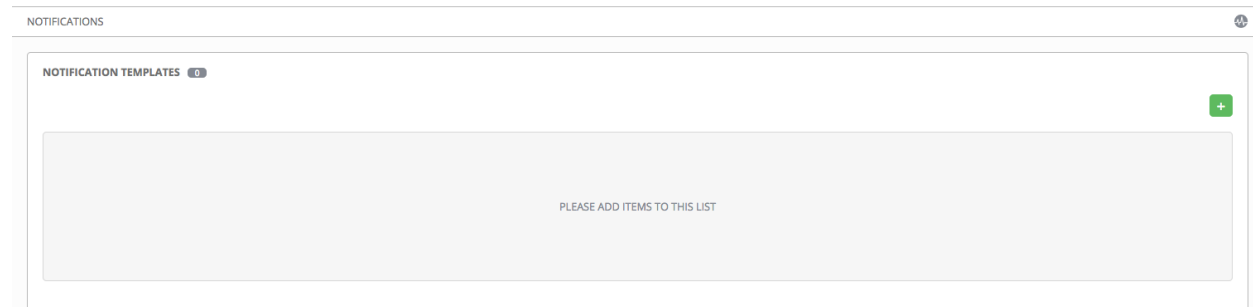 NOTIFICATIONS
NOTIFICATION TEMPLATES 0
+
PLEASE ADD ITEMS TO THIS LIST